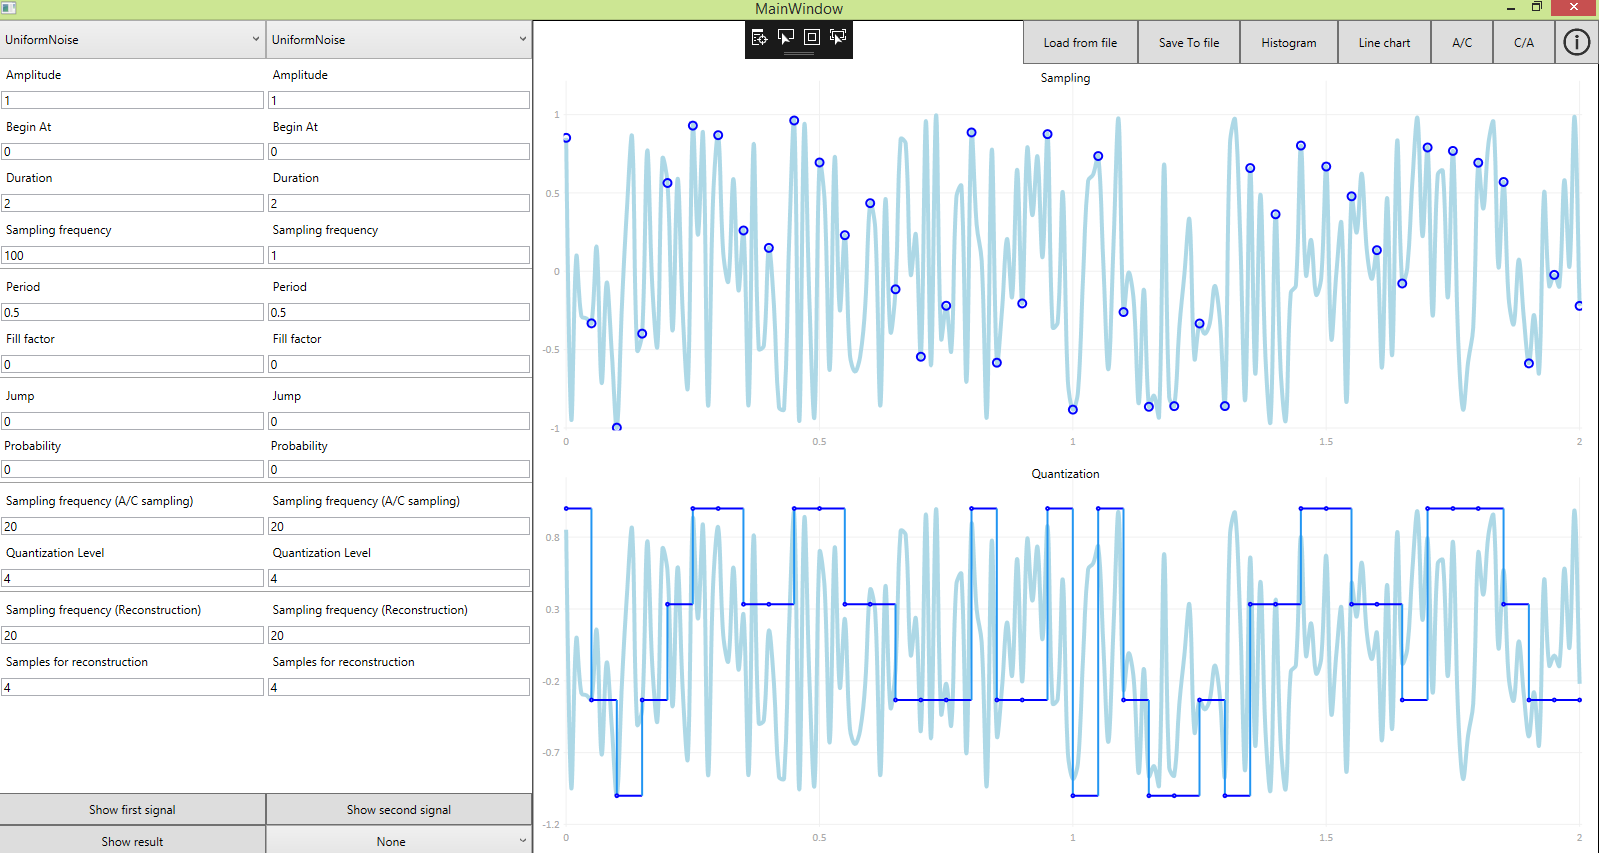 MainWindow
UniformNoise UniformNoise
Load from file Save To file Histogram Line chart A/C C/A
Amplitude Amplitude
1 1
Begin At Begin At
0 0
Duration Duration
2 2
Sampling frequency Sampling frequency
100 1
Period Period
0.5 0.5
Fill factor Fill factor
0 0
Jump Jump
0 0
Probability Probability
0 0
Sampling frequency (A/C sampling) Sampling frequency (A/C sampling)
20 20
Quantization Level Quantization Level
4 4
Sampling frequency (Reconstruction) Sampling frequency (Reconstruction)
20 20
Samples for reconstruction Samples for reconstruction
4 4
Show first signal Show second signal
Show result None
Sampling
1
0.5
0
-0.5
-1
0 0.5 1 1.5 2
Quantization
0.8
0.3
-0.2
-0.7
-1.2
0 0.5 1 1.5 2